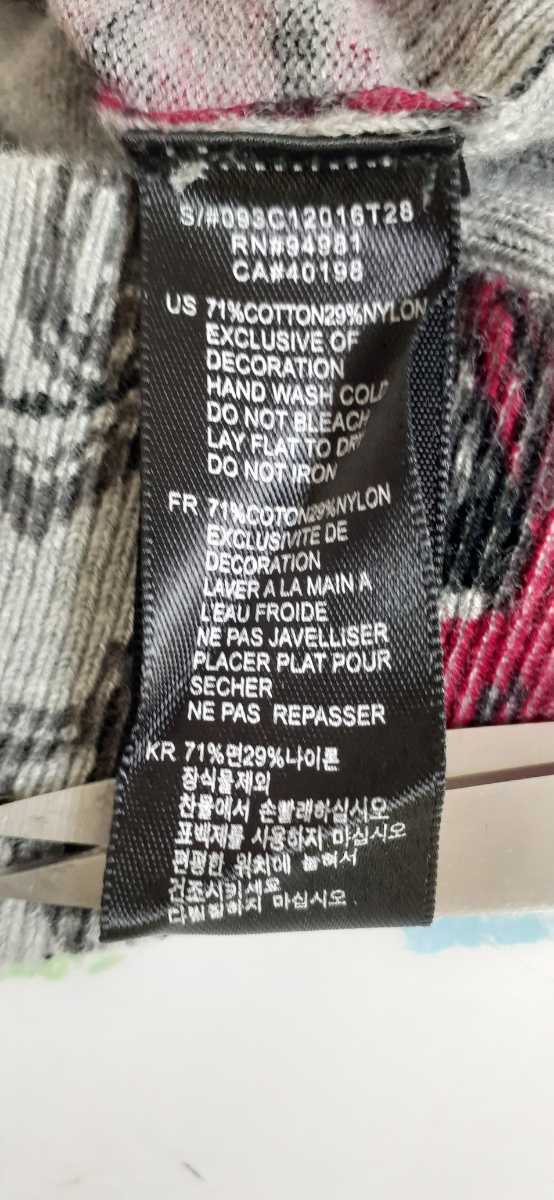 S/#093C12016T28
RN#94981
CA#40198
US 71%COTTON29%NYLON
EXCLUSIVE OF
DECORATION
HAND WASH COLD
DO NOT BLEACH
LAY FLAT TO DRY
DO NOT IRON
FR 71%COTON29%NYLON
EXCLUSIVITE DE
DECORATION
LAVER A LA MAIN A
L'EAU FROIDE
NE PAS JAVELLISER
PLACER PLAT POUR
SECHER
NE PAS REPASSER
KR 71%면29%나이론
장식물제외
찬물에서 손빨래하십시오
표백제를 사용하지 마십시오
편평한 위치에 눕혀서
건조시키세요
다림질하지 마십시오